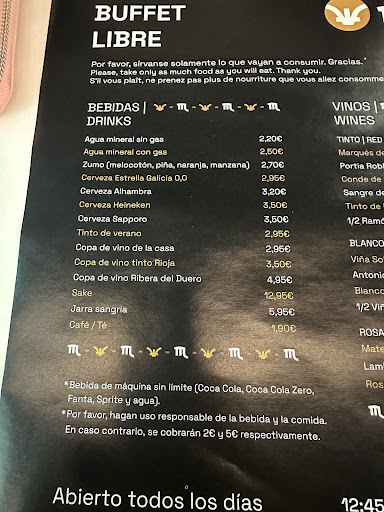 BUFFET
LIBRE
Por favor, sírvanse solamente lo que vayan a consumir. Gracias.
Please, take only as much food as you will eat. Thank you.
S'il vous plaît, ne prenez pas plus de nourriture que vous allez consommer
BEBIDAS |
DRINKS
Agua mineral sin gas 2,20€
Agua mineral con gas 2,50€
Zumo (melocotón, piña, naranja, manzana) 2,70€
Cerveza Estrella Galicia 0,0 2,95€
Cerveza Alhambra 3,20€
Cerveza Heineken 3,50€
Cerveza Sapporo 3,50€
Tinto de verano 2,95€
Copa de vino de la casa 2,95€
Copa de vino tinto Rioja 3,50€
Copa de vino Ribera del Duero 4,95€
Sake 12,95€
Jarra sangría 5,95€
Café / Té 1,90€
*Bebida de máquina sin límite (Coca Cola, Coca Cola Zero,
Fanta, Sprite y agua).
*Por favor, hagan uso responsable de la bebida y la comida.
En caso contrario, se cobrarán 2€ y 5€ respectivamente.
VINOS |
WINES
TINTO | RED
Marqués de
Portia Rob
Conde de
Sangre de
1/2 Ramó
BLANCO
Viña So
Antonio
Blanco
1/2 Viñ
ROSA
Mate
Lam
Ros
Abierto todos los días 12:45